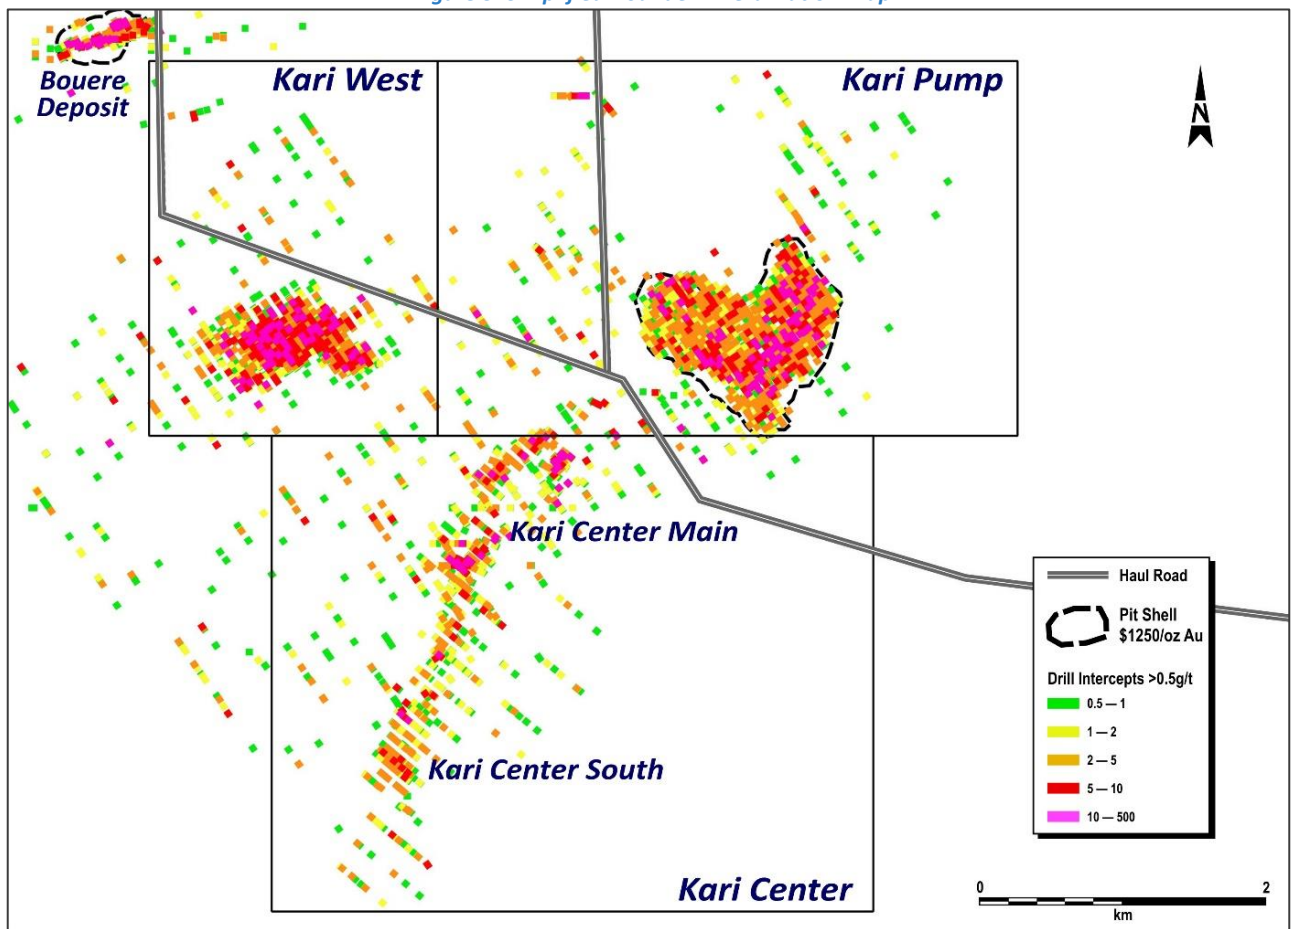 Kari West
Kari Pump
Bouere
Deposit
N
Kari Center Main
Kari Center South
Kari Center
Haul Road
Pit Shell
$1250/oz Au
Drill Intercepts >0.5g/t
0.5 — 1
1 — 2
2 — 5
5 — 10
10 — 500
0 2
km